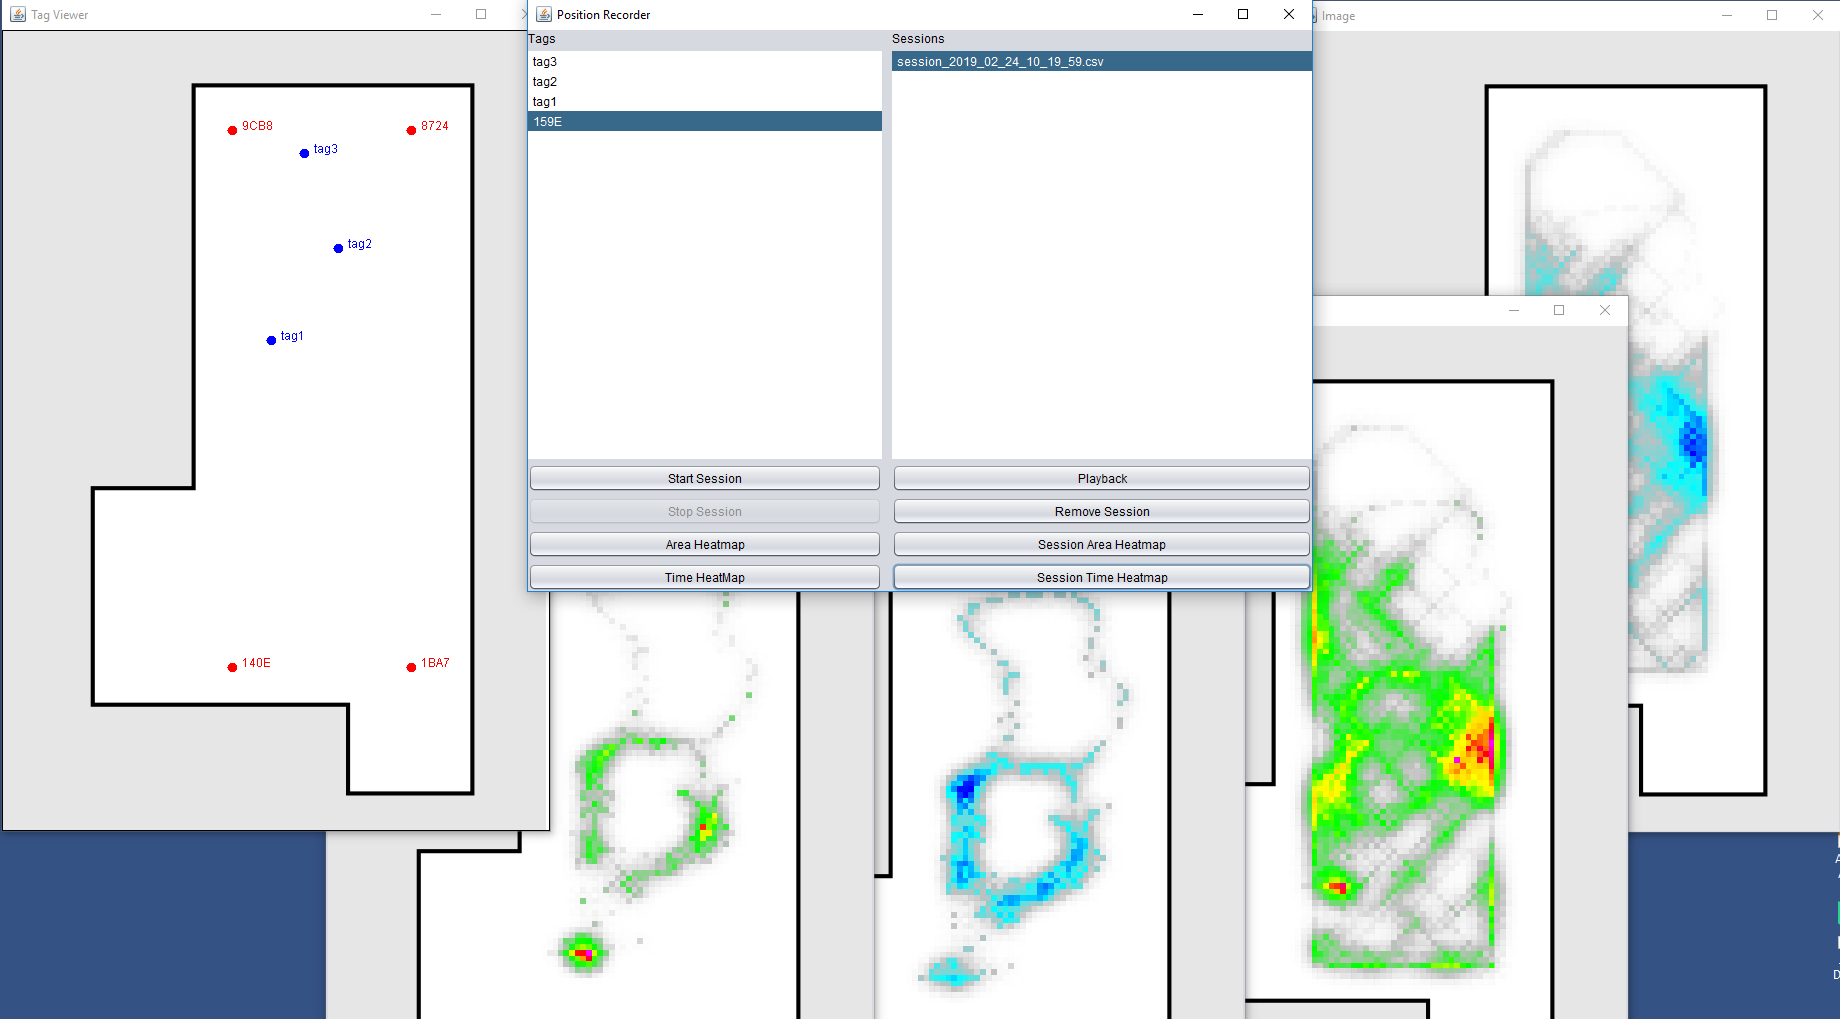 Tag Viewer
9CB8
8724
tag3
tag2
tag1
140E
1BA7
Position Recorder
Tags
Sessions
tag3
tag2
tag1
159E
session_2019_02_24_10_19_59.csv
Start Session
Playback
Stop Session
Remove Session
Area Heatmap
Session Area Heatmap
Time HeatMap
Session Time Heatmap
Image